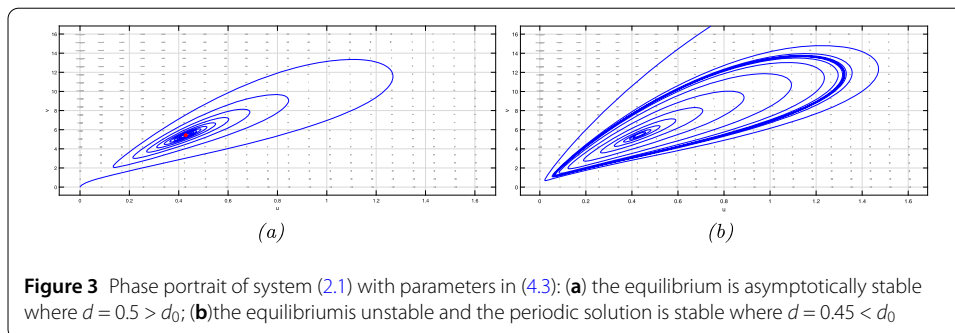 16
14
12
10
8
6
4
2
0
v
0 0.2 0.4 0.6 0.8 1 1.2 1.4 1.6
u
(a)
16
14
12
10
8
6
4
2
0
v
0 0.2 0.4 0.6 0.8 1 1.2 1.4 1.6
u
(b)
Figure 3 Phase portrait of system (2.1) with parameters in (4.3): (a) the equilibrium is asymptotically stable
where d = 0.5 > d₀; (b)the equilibriumis unstable and the periodic solution is stable where d = 0.45 < d₀